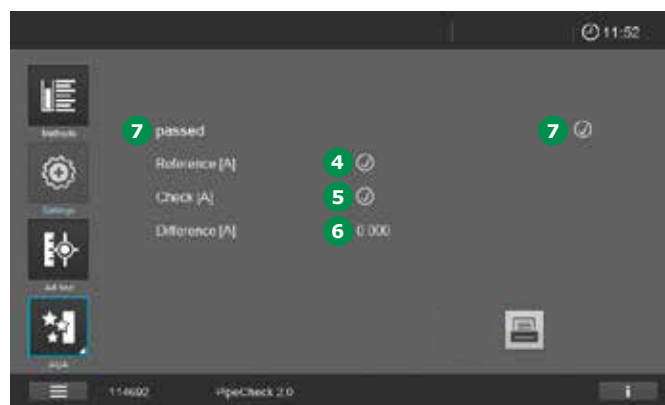 11:52
Methods
7 passed 7
Reference [A] 4
Settings
Check [A] 5
Difference [A] 6 0.000
AQA
114692 PipeCheck 2.0
i